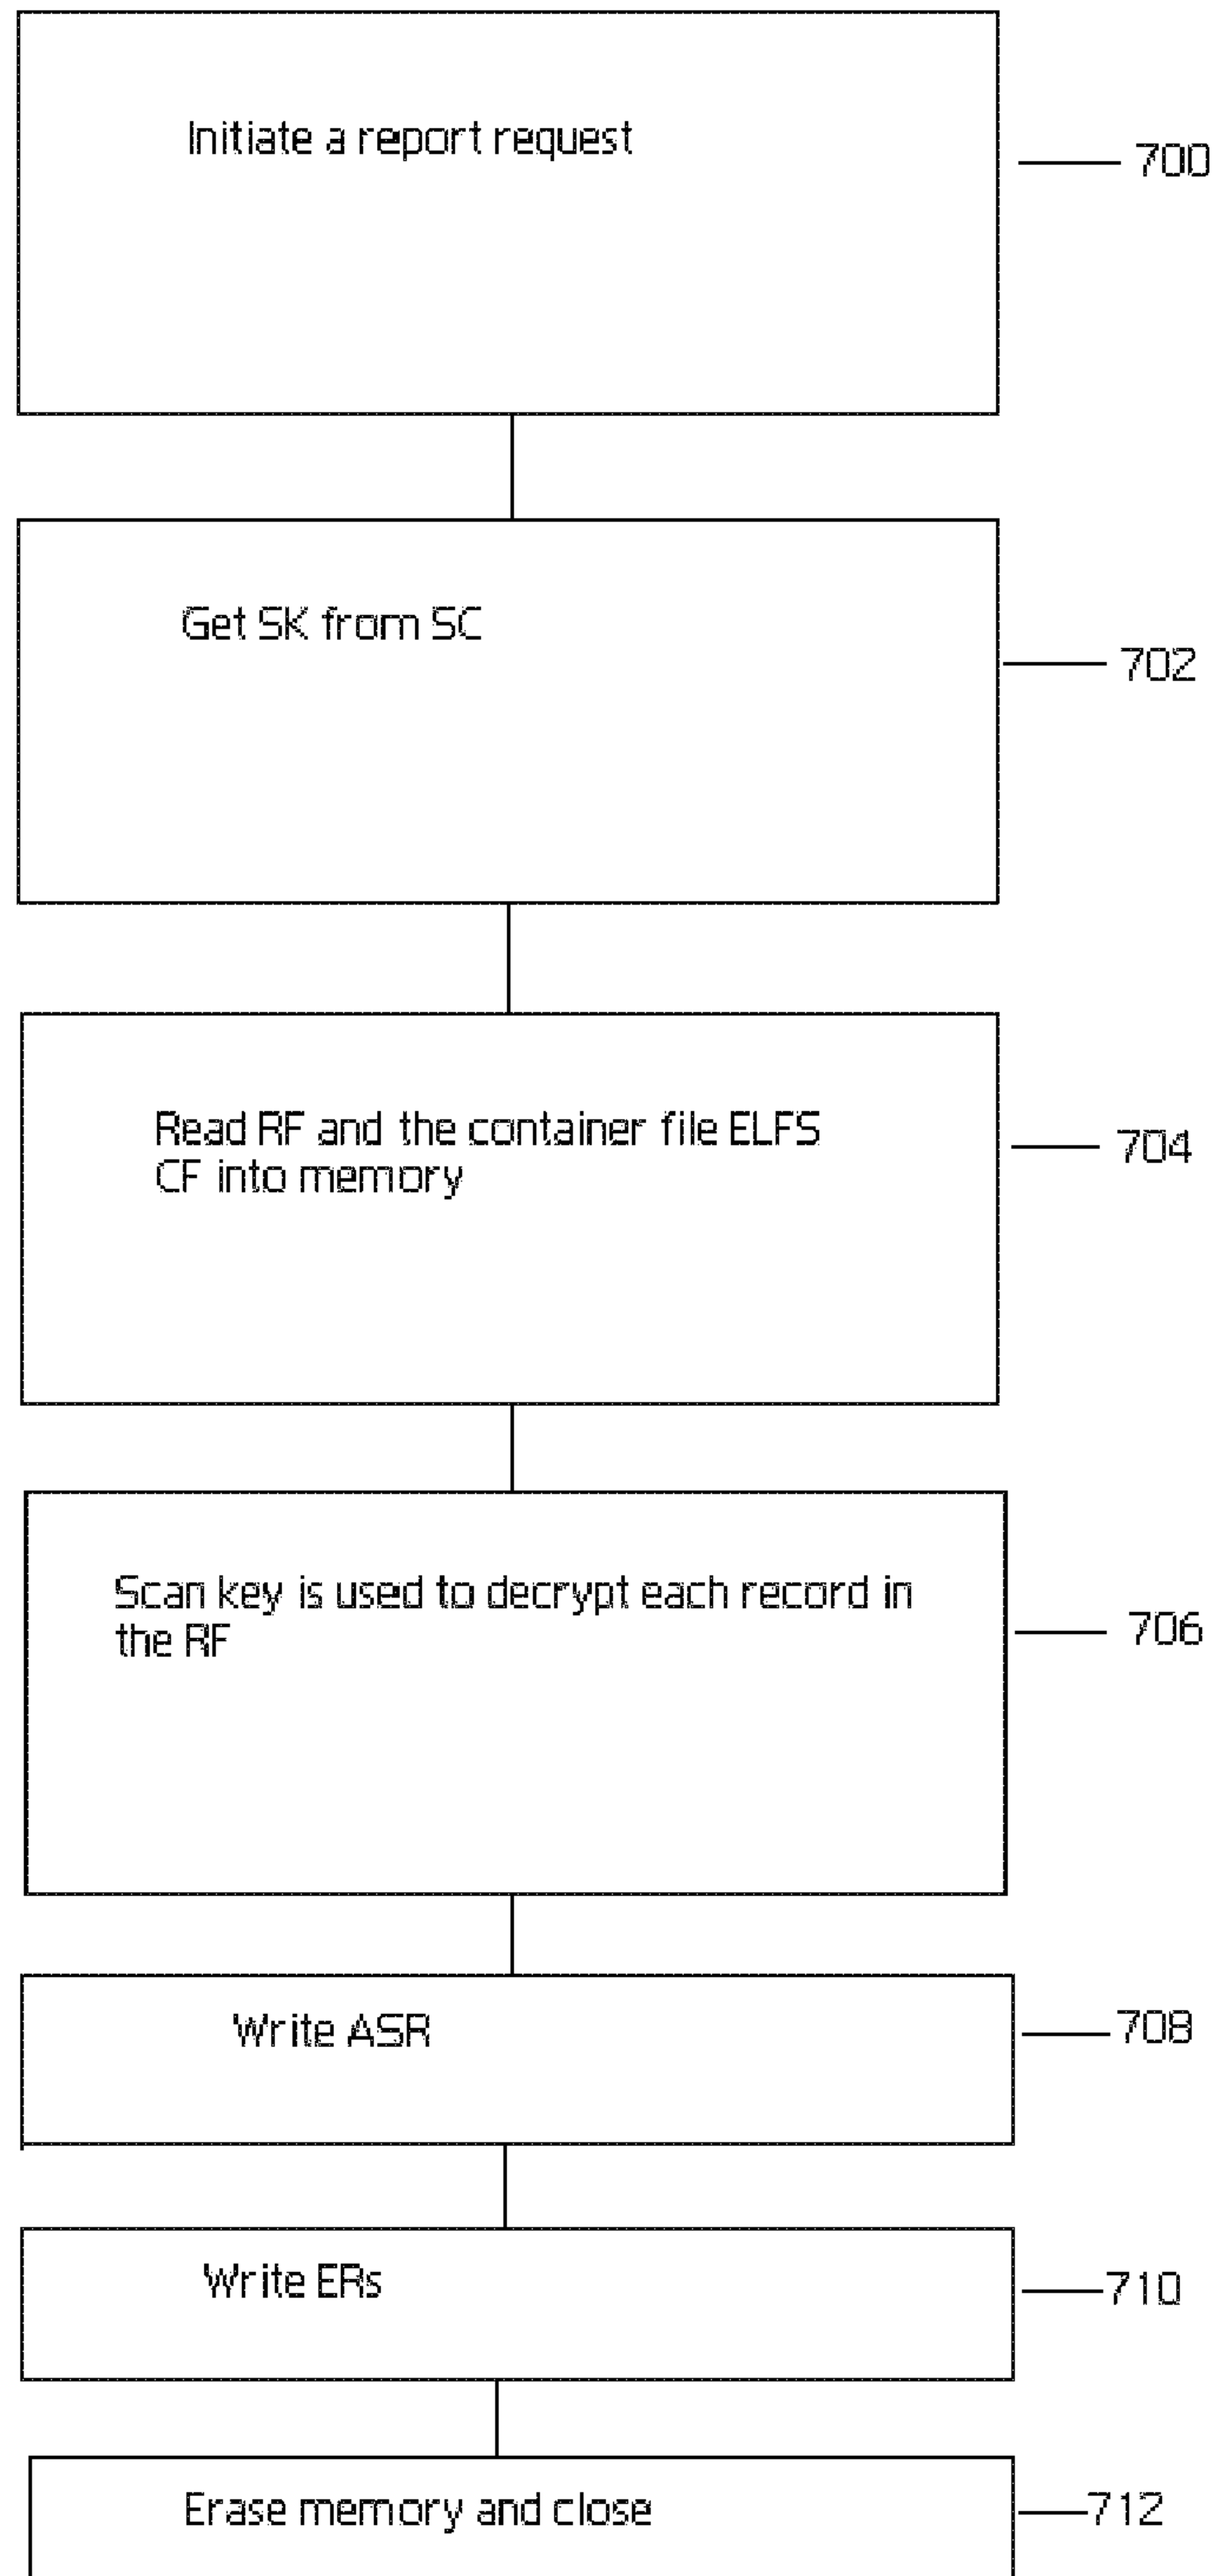 Initiate a report request
700
Get SK from SC
702
Read RF and the container file ELFS
CF into memory
704
Scan key is used to decrypt each record in
the RF
706
Write ASR
708
Write ERs
710
Erase memory and close
712